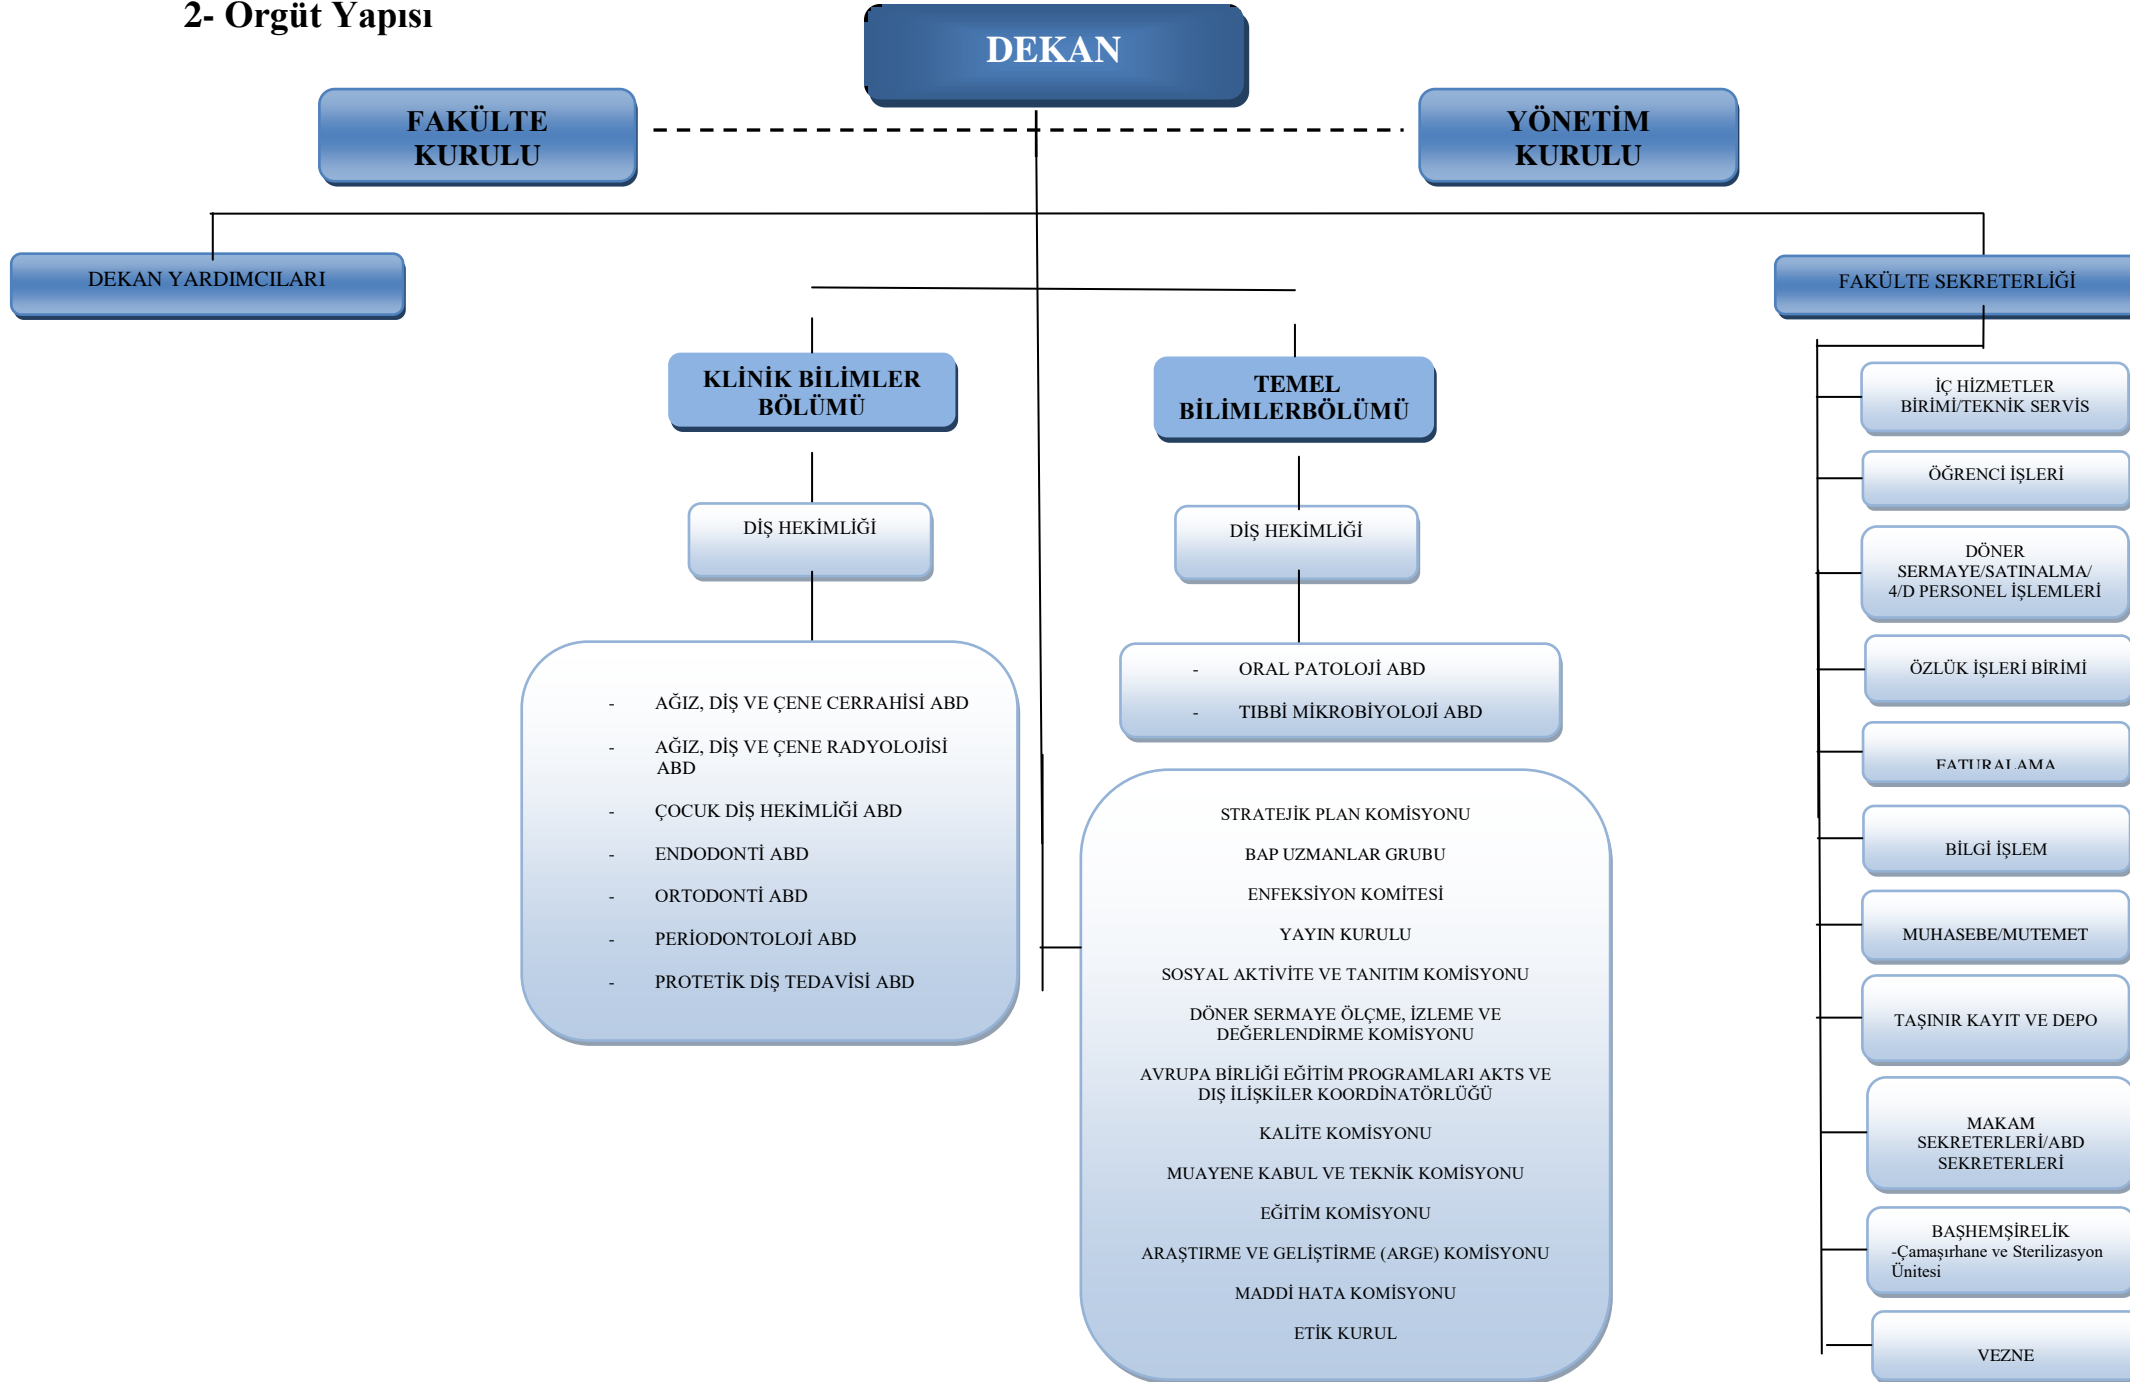 2- Örgüt Yapısı
DEKAN
FAKÜLTE
KURULU
YÖNETİM
KURULU
DEKAN YARDIMCILARI
FAKÜLTE SEKRETERLİĞİ
KLİNİK BİLİMLER
BÖLÜMÜ
TEMEL
BİLİMLERBÖLÜMÜ
DİŞ HEKİMLİĞİ
DİŞ HEKİMLİĞİ
- AĞIZ, DİŞ VE ÇENE CERRAHİSİ ABD
- AĞIZ, DİŞ VE ÇENE RADYOLOJİSİ
ABD
- ÇOCUK DİŞ HEKİMLİĞİ ABD
- ENDODONTİ ABD
- ORTODONTİ ABD
- PERİODONTOLOJİ ABD
- PROTETİK DİŞ TEDAVİSİ ABD
- ORAL PATOLOJİ ABD
- TIBBİ MİKROBİYOLOJİ ABD
STRATEJİK PLAN KOMİSYONU
BAP UZMANLAR GRUBU
ENFEKSİYON KOMİTESİ
YAYIN KURULU
SOSYAL AKTİVİTE VE TANITIM KOMİSYONU
DÖNER SERMAYE ÖLÇME, İZLEME VE
DEĞERLENDİRME KOMİSYONU
AVRUPA BİRLİĞİ EĞİTİM PROGRAMLARI AKTS VE
DIŞ İLİŞKİLER KOORDİNATÖRLÜĞÜ
KALİTE KOMİSYONU
MUAYENE KABUL VE TEKNİK KOMİSYONU
EĞİTİM KOMİSYONU
ARAŞTIRME VE GELİŞTİRME (ARGE) KOMİSYONU
MADDİ HATA KOMİSYONU
ETİK KURUL
İÇ HİZMETLER
BİRİMİ/TEKNİK SERVİS
ÖĞRENCİ İŞLERİ
DÖNER
SERMAYE/SATINALMA/
4/D PERSONEL İŞLEMLERİ
ÖZLÜK İŞLERİ BİRİMİ
FATURALAMA
BİLGİ İŞLEM
MUHASEBE/MUTEMET
TAŞINIR KAYIT VE DEPO
MAKAM
SEKRETERLERİ/ABD
SEKRETERLERİ
BAŞHEMŞİRELİK
-Çamaşırhane ve Sterilizasyon
Ünitesi
VEZNE